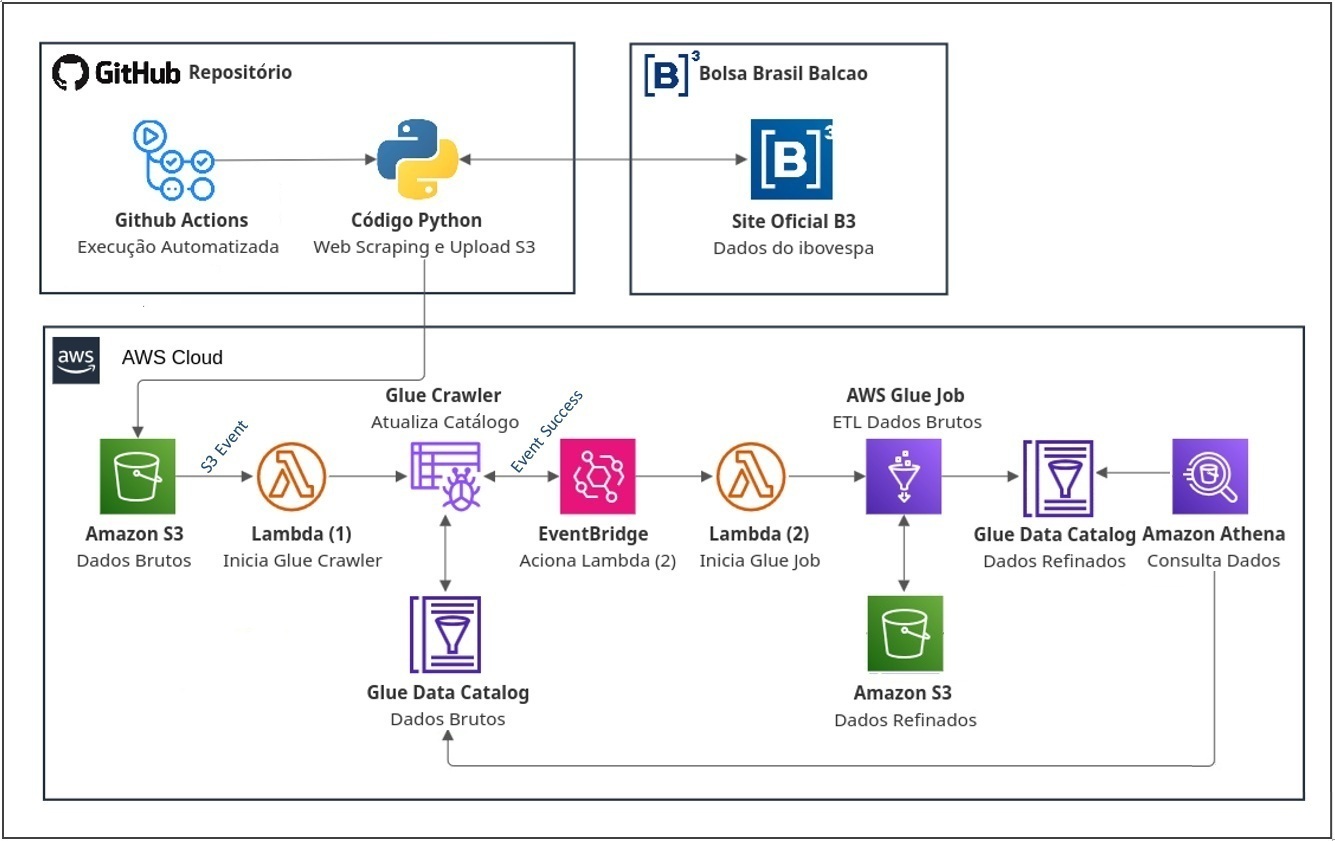 GitHub Repositório
[B]³ Bolsa Brasil Balcao
[B]³
Github Actions
Execução Automatizada
Código Python
Web Scraping e Upload S3
Site Oficial B3
Dados do ibovespa
aws
AWS Cloud
Glue Crawler
Atualiza Catálogo
AWS Glue Job
ETL Dados Brutos
S3 Event
Event Success
Amazon S3
Dados Brutos
Lambda (1)
Inicia Glue Crawler
EventBridge
Aciona Lambda (2)
Lambda (2)
Inicia Glue Job
Glue Data Catalog
Dados Refinados
Amazon Athena
Consulta Dados
Glue Data Catalog
Dados Brutos
Amazon S3
Dados Refinados